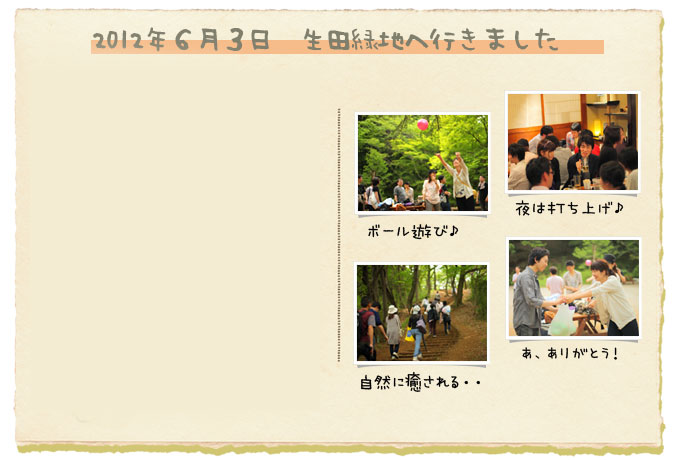 2012年6月3日 生田緑地へ行きました
夜は打ち上げ♪
ボール遊び♪
あ、ありがとう!
自然に癒される・・